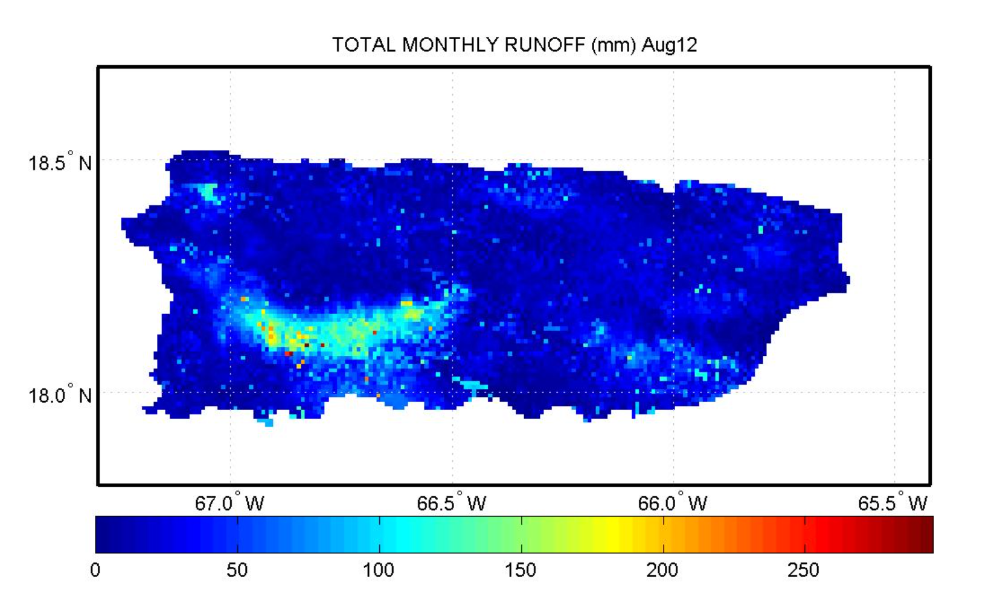 TOTAL MONTHLY RUNOFF (mm) Aug12
18.5° N
18.0° N
67.0° W 66.5° W 66.0° W 65.5° W
0 50 100 150 200 250